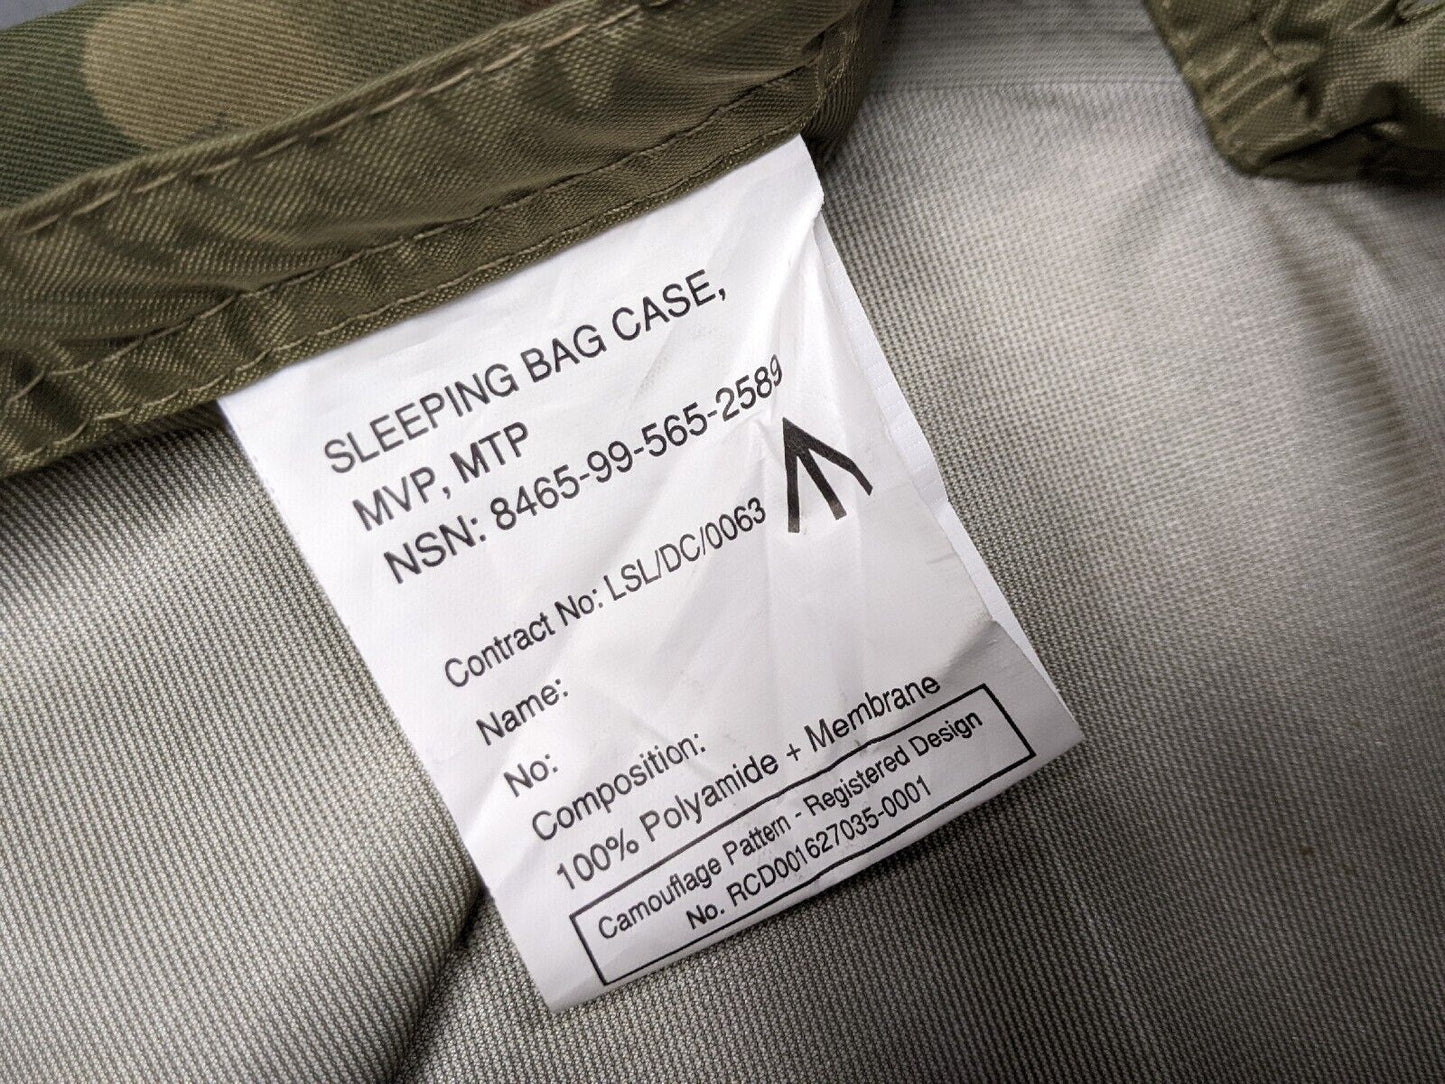 SLEEPING BAG CASE,
MVP, MTP
NSN: 8465-99-565-2589
Contract No: LSL/DC/0063
Name:
No:
Composition:
100% Polyamide + Membrane
Camouflage Pattern - Registered Design
No. RCD001627035-0001